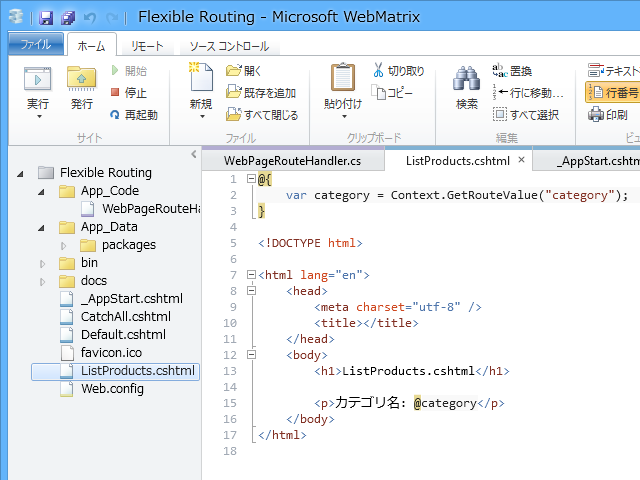 Flexible Routing - Microsoft WebMatrix
ファイル ホーム リモート ソース コントロール
実行
発行
開始
停止
再起動
サイト
新規
開く
既存を追加
すべて閉じる
ファイル
貼り付け
切り取り
コピー
クリップボード
検索
置換
行に移動...
すべて選択
編集
テキスト
行番号
印刷
ビュ
Flexible Routing
App_Code
WebPageRouteHa
App_Data
packages
bin
docs
_AppStart.cshtml
CatchAll.cshtml
Default.cshtml
favicon.ico
ListProducts.cshtml
Web.config
WebPageRouteHandler.cs ListProducts.cshtml × _AppStart.cshtm
1 @{
2 var category = Context.GetRouteValue("category");
3 }
4
5 <!DOCTYPE html>
6
7 <html lang="en">
8 <head>
9 <meta charset="utf-8" />
10 <title></title>
11 </head>
12 <body>
13 <h1>ListProducts.cshtml</h1>
14
15 <p>カテゴリ名: @category</p>
16 </body>
17 </html>
18